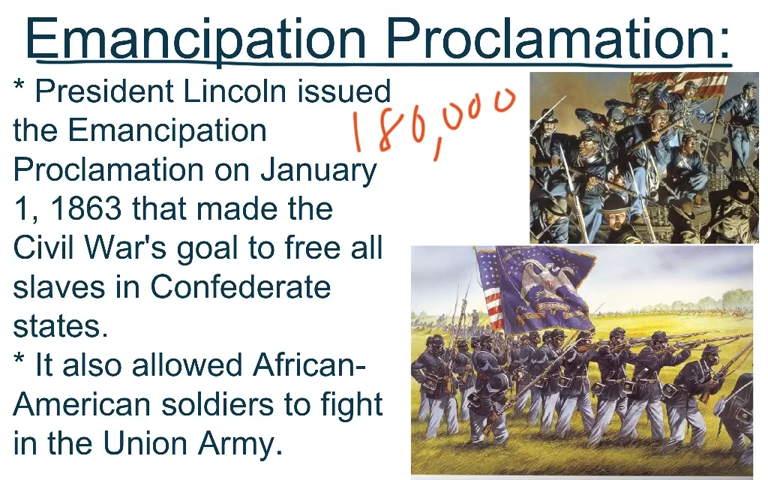 Emancipation Proclamation:
* President Lincoln issued
the Emancipation
Proclamation on January
1, 1863 that made the
Civil War's goal to free all
slaves in Confederate
states.
* It also allowed African-
American soldiers to fight
in the Union Army.
180,000